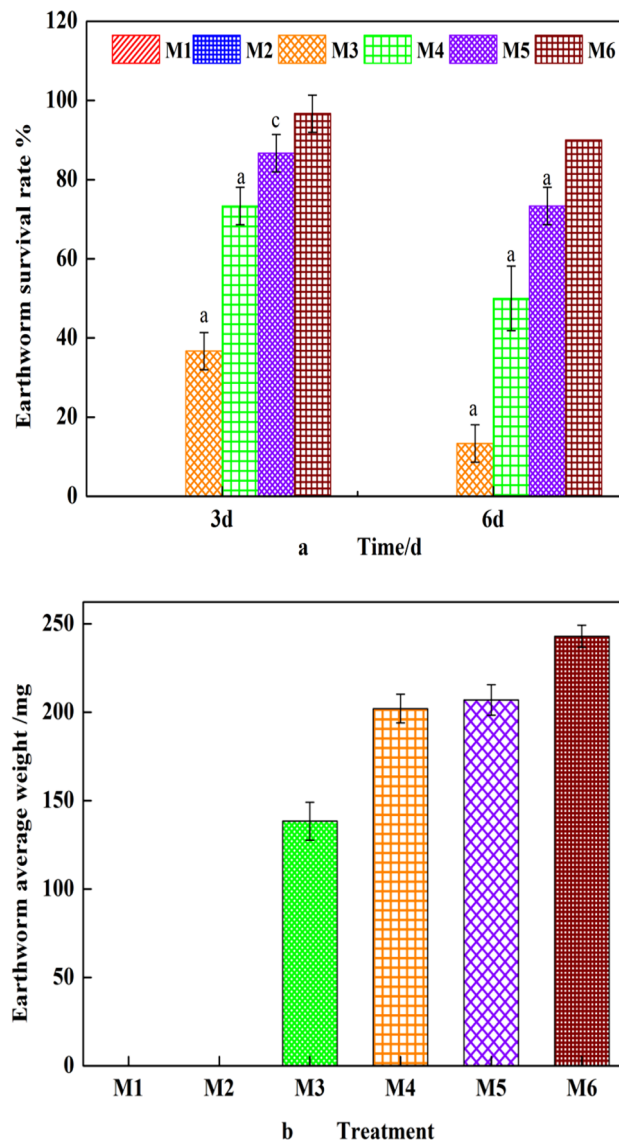 120
100
80
60
40
20
0
Earthworm survival rate %
M1 M2 M3 M4 M5 M6
a
a
c
a
a
a
3d 6d
a Time/d
250
200
150
100
50
0
Earthworm average weight /mg
M1 M2 M3 M4 M5 M6
b Treatment